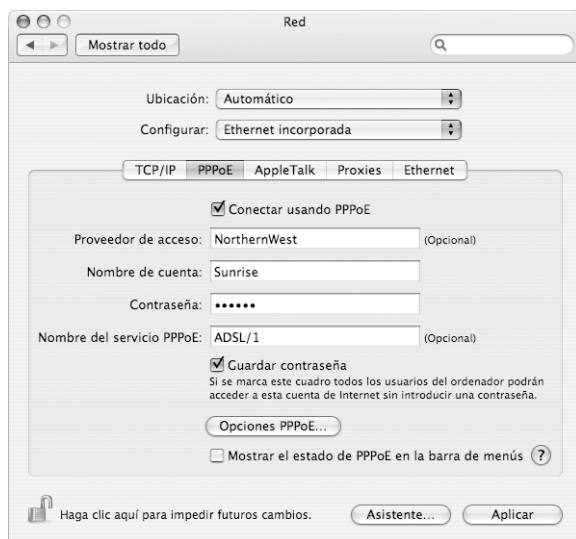 Red
Mostrar todo
Ubicación: Automático
Configurar: Ethernet incorporada
TCP/IP PPPoE AppleTalk Proxies Ethernet
Conectar usando PPPoE
Proveedor de acceso: NorthernWest (Opcional)
Nombre de cuenta: Sunrise
Contraseña: ••••••
Nombre del servicio PPPoE: ADSL/1 (Opcional)
Guardar contraseña
Si se marca este cuadro todos los usuarios del ordenador podrán
acceder a esta cuenta de Internet sin introducir una contraseña.
Opciones PPPoE...
Mostrar el estado de PPPoE en la barra de menús ?
Haga clic aquí para impedir futuros cambios. Asistente... Aplicar